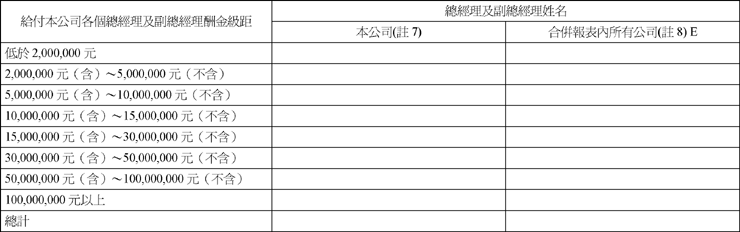 給付本公司各個總經理及副總經理酬金級距
總經理及副總經理姓名
本公司(註 7)
合併報表內所有公司(註 8) E
低於 2,000,000 元
2,000,000 元（含）～5,000,000 元（不含）
5,000,000 元（含）～10,000,000 元（不含）
10,000,000 元（含）～15,000,000 元（不含）
15,000,000 元（含）～30,000,000 元（不含）
30,000,000 元（含）～50,000,000 元（不含）
50,000,000 元（含）～100,000,000 元（不含）
100,000,000 元以上
總計